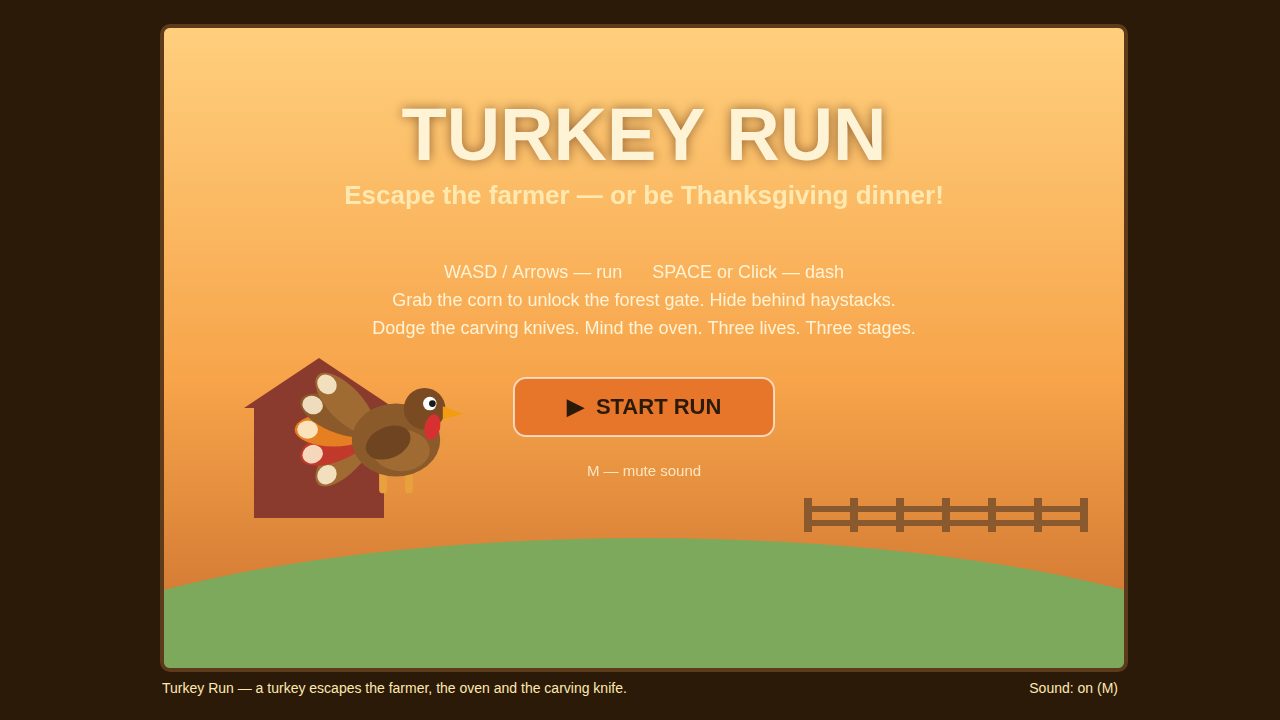 TURKEY RUN
Escape the farmer — or be Thanksgiving dinner!
WASD / Arrows — run SPACE or Click — dash
Grab the corn to unlock the forest gate. Hide behind haystacks.
Dodge the carving knives. Mind the oven. Three lives. Three stages.
▶ START RUN
M — mute sound
Turkey Run — a turkey escapes the farmer, the oven and the carving knife.
Sound: on (M)